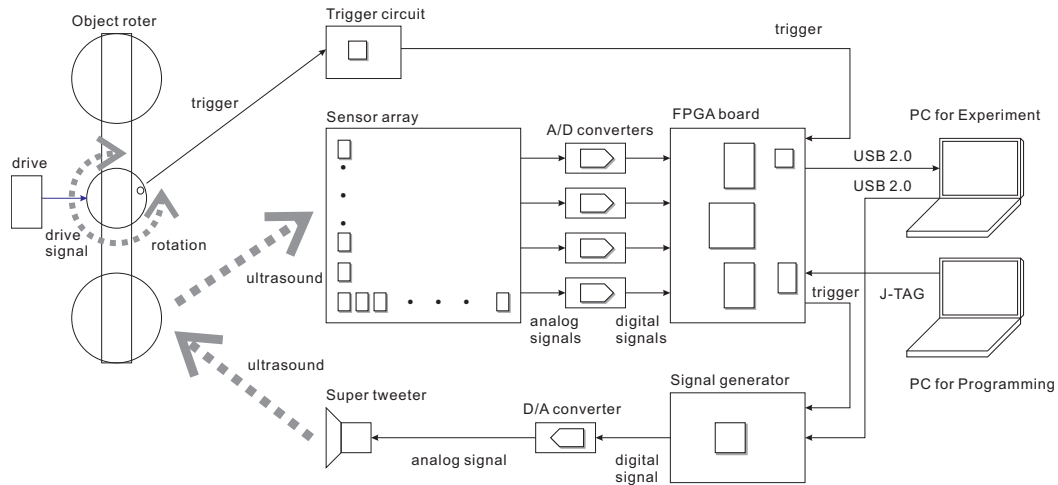 Object roter
Trigger circuit
trigger
trigger
Sensor array
A/D converters
FPGA board
PC for Experiment
drive
USB 2.0
USB 2.0
drive
signal
rotation
ultrasound
analog
signals
digital
signals
trigger
J-TAG
ultrasound
Super tweeter
D/A converter
Signal generator
PC for Programming
analog signal
digital
signal